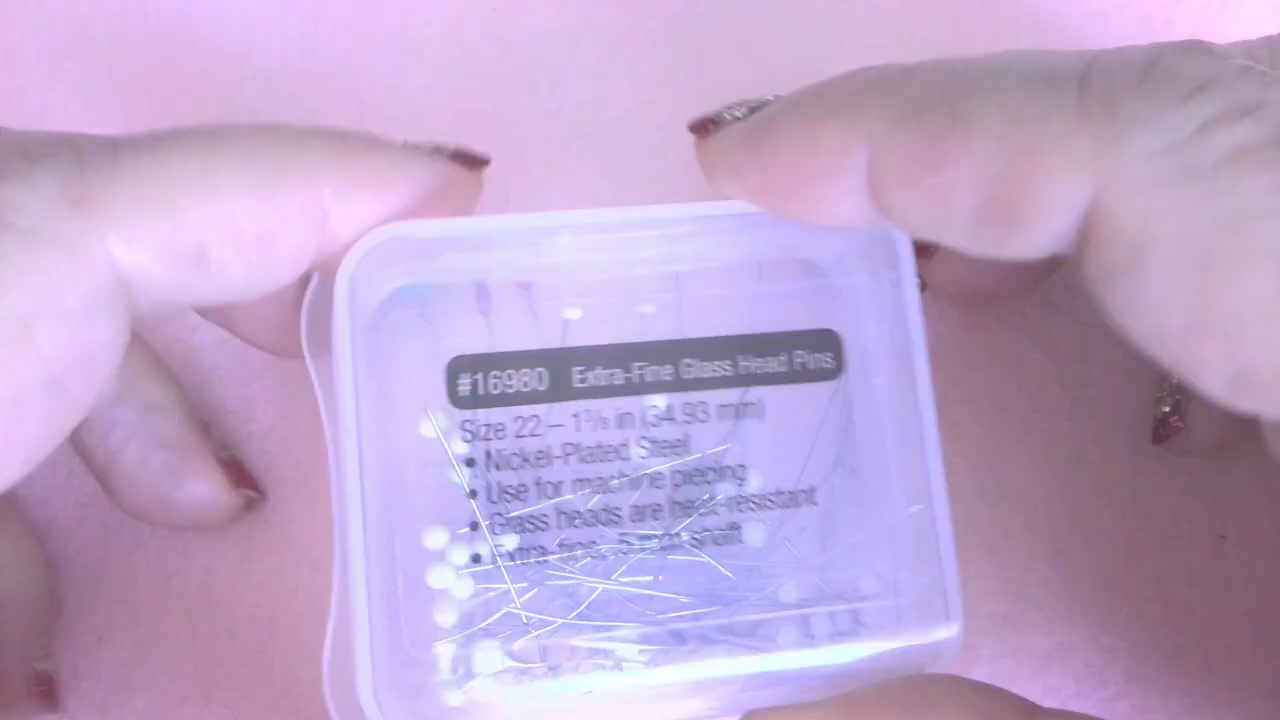 #16980 Extra-Fine Glass Head Pins
Size 22 – 1³/₈ in (34.93 mm)
• Nickel-Plated Steel
• Use for machine piecing
• Glass heads are heat-resistant
• Extra-fine shaft